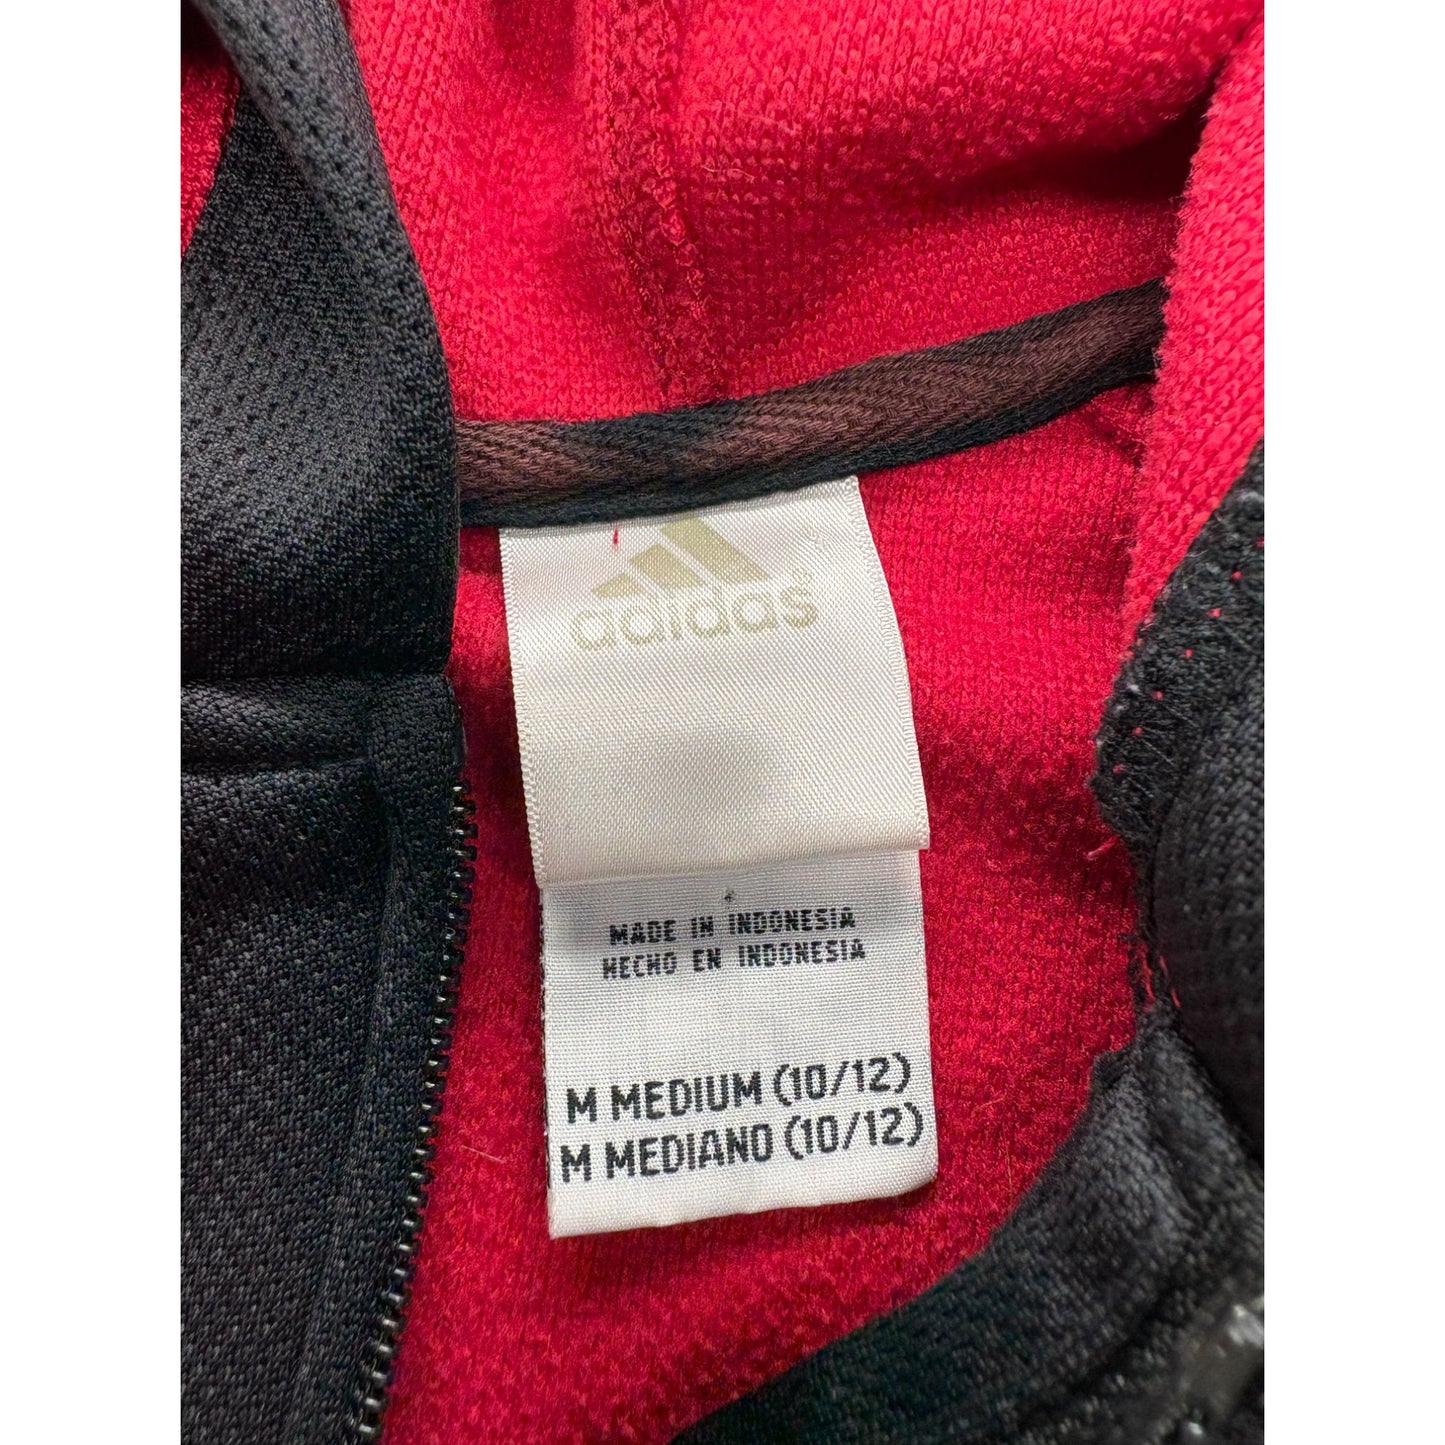 adidas
MADE IN INDONESIA
HECHO EN INDONESIA
M MEDIUM (10/12)
M MEDIANO (10/12)